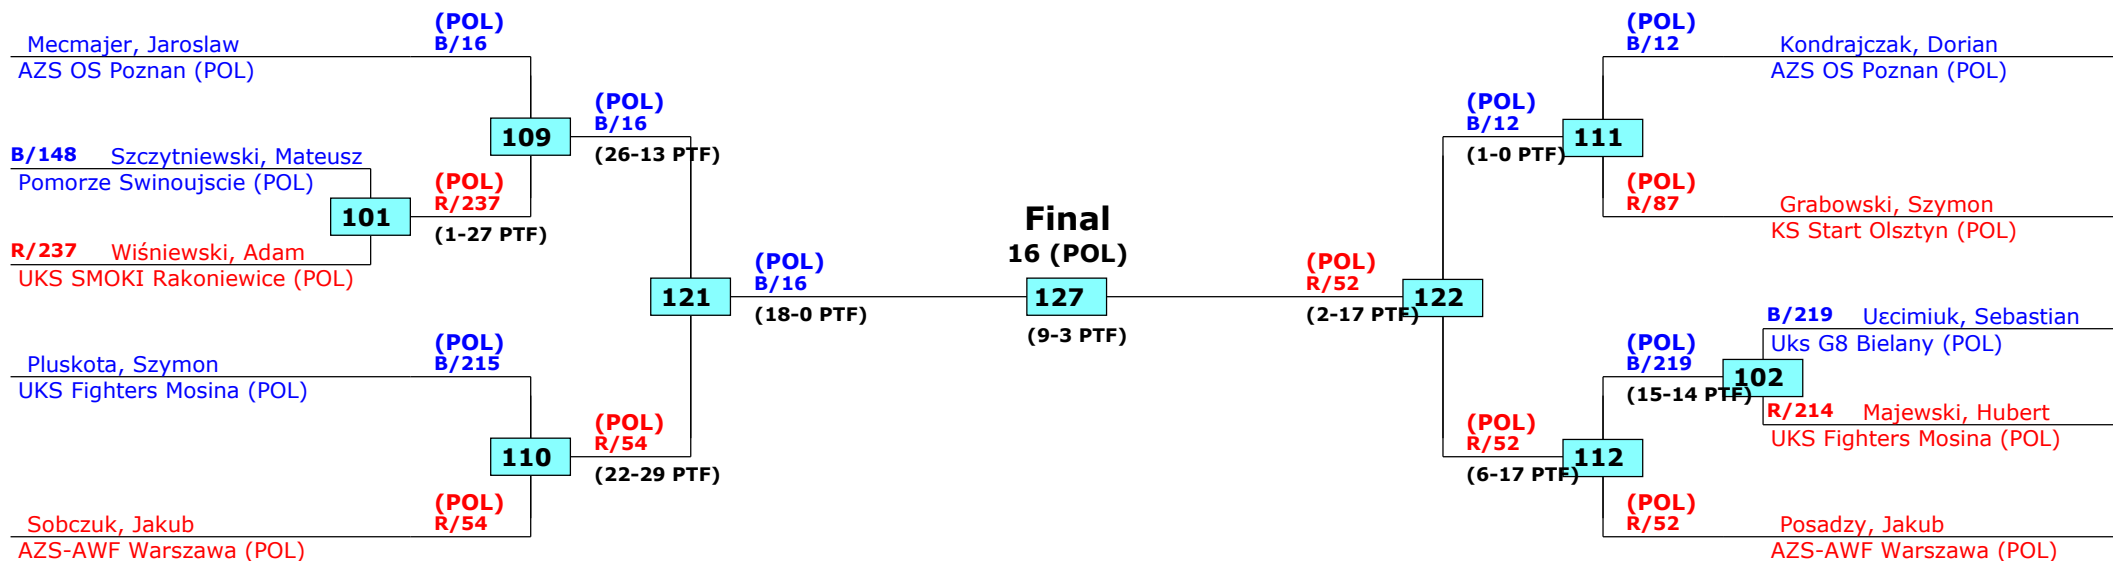 (POL)
B/16
Mecmajer, Jaroslaw
AZS OS Poznan (POL)
B/148 Szczytniewski, Mateusz
Pomorze Swinoujscie (POL)
101
R/237 Wiśniewski, Adam
UKS SMOKI Rakoniewice (POL)
(POL)
R/237
(1-27 PTF)
109
(POL)
B/16
(26-13 PTF)
Pluskota, Szymon
UKS Fighters Mosina (POL)
(POL)
B/215
110
Sobczuk, Jakub
AZS-AWF Warszawa (POL)
(POL)
R/54
(POL)
R/54
(22-29 PTF)
121
(POL)
B/16
(18-0 PTF)
Final
16 (POL)
127
(9-3 PTF)
(POL)
R/52
(2-17 PTF)
122
(POL)
B/12
(1-0 PTF)
111
(POL)
B/12
Kondrajczak, Dorian
AZS OS Poznan (POL)
(POL)
R/87
Grabowski, Szymon
KS Start Olsztyn (POL)
B/219 Uɛcimiuk, Sebastian
Uks G8 Bielany (POL)
102
(POL)
B/219
(15-14 PTF)
R/214 Majewski, Hubert
UKS Fighters Mosina (POL)
(POL)
R/52
(6-17 PTF)
112
(POL)
R/52
Posadzy, Jakub
AZS-AWF Warszawa (POL)